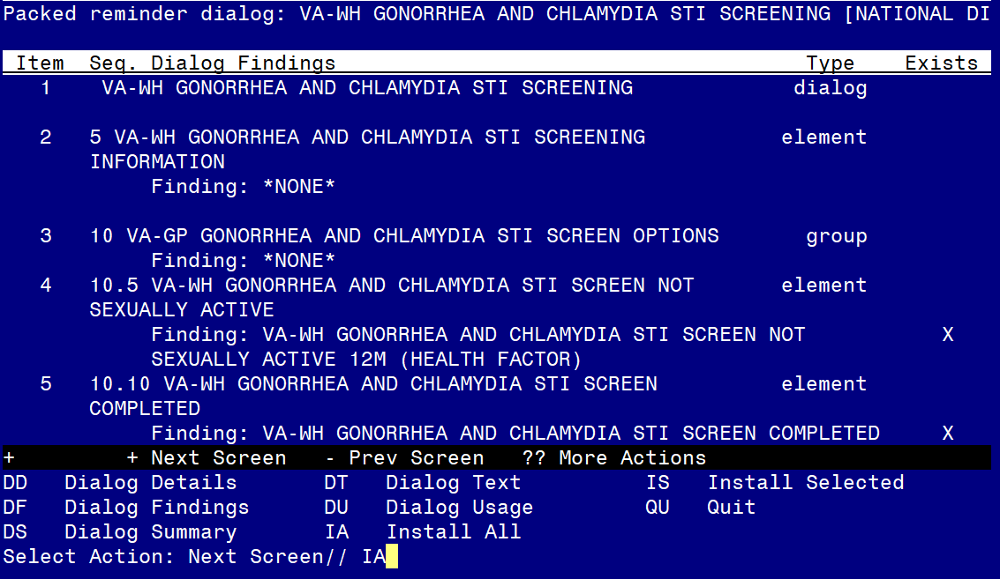 Packed reminder dialog: VA-WH GONORRHEA AND CHLAMYDIA STI SCREENING [NATIONAL DI
Item Seq. Dialog Findings Type Exists
1 VA-WH GONORRHEA AND CHLAMYDIA STI SCREENING dialog
2 5 VA-WH GONORRHEA AND CHLAMYDIA STI SCREENING element
INFORMATION
Finding: *NONE*
3 10 VA-GP GONORRHEA AND CHLAMYDIA STI SCREEN OPTIONS group
Finding: *NONE*
4 10.5 VA-WH GONORRHEA AND CHLAMYDIA STI SCREEN NOT element
SEXUALLY ACTIVE
Finding: VA-WH GONORRHEA AND CHLAMYDIA STI SCREEN NOT X
SEXUALLY ACTIVE 12M (HEALTH FACTOR)
5 10.10 VA-WH GONORRHEA AND CHLAMYDIA STI SCREEN element
COMPLETED
Finding: VA-WH GONORRHEA AND CHLAMYDIA STI SCREEN COMPLETED X
+ + Next Screen - Prev Screen ?? More Actions
DD Dialog Details DT Dialog Text IS Install Selected
DF Dialog Findings DU Dialog Usage QU Quit
DS Dialog Summary IA Install All
Select Action: Next Screen// IA